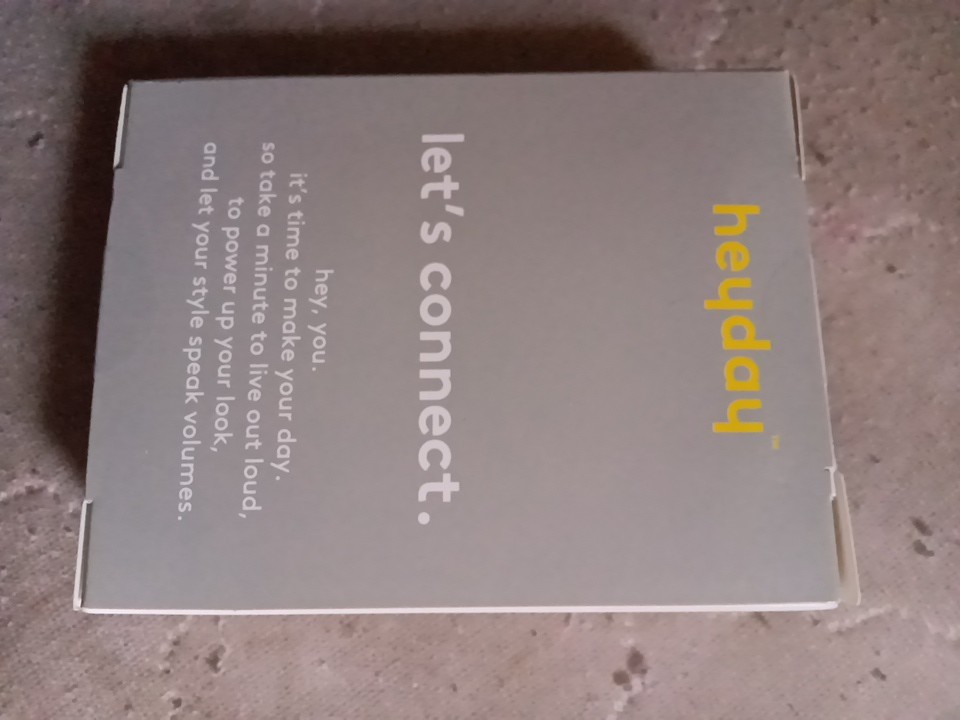 heyday™
let's connect.
hey, you.
it's time to make your day.
so take a minute to live out loud,
to power up your look,
and let your style speak volumes.